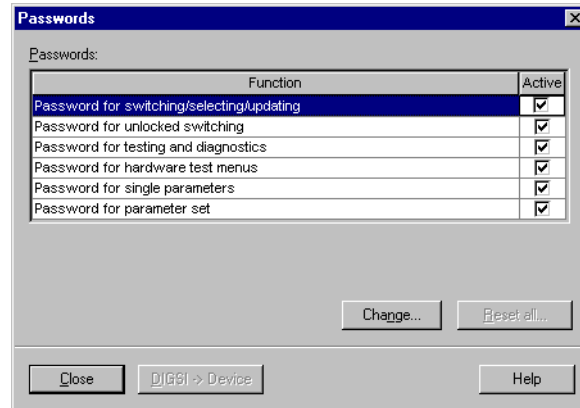 Passwords
Passwords:
Function Active
Password for switching/selecting/updating
Password for unlocked switching
Password for testing and diagnostics
Password for hardware test menus
Password for single parameters
Password for parameter set
Change... Reset all...
Close DIGSI -> Device Help